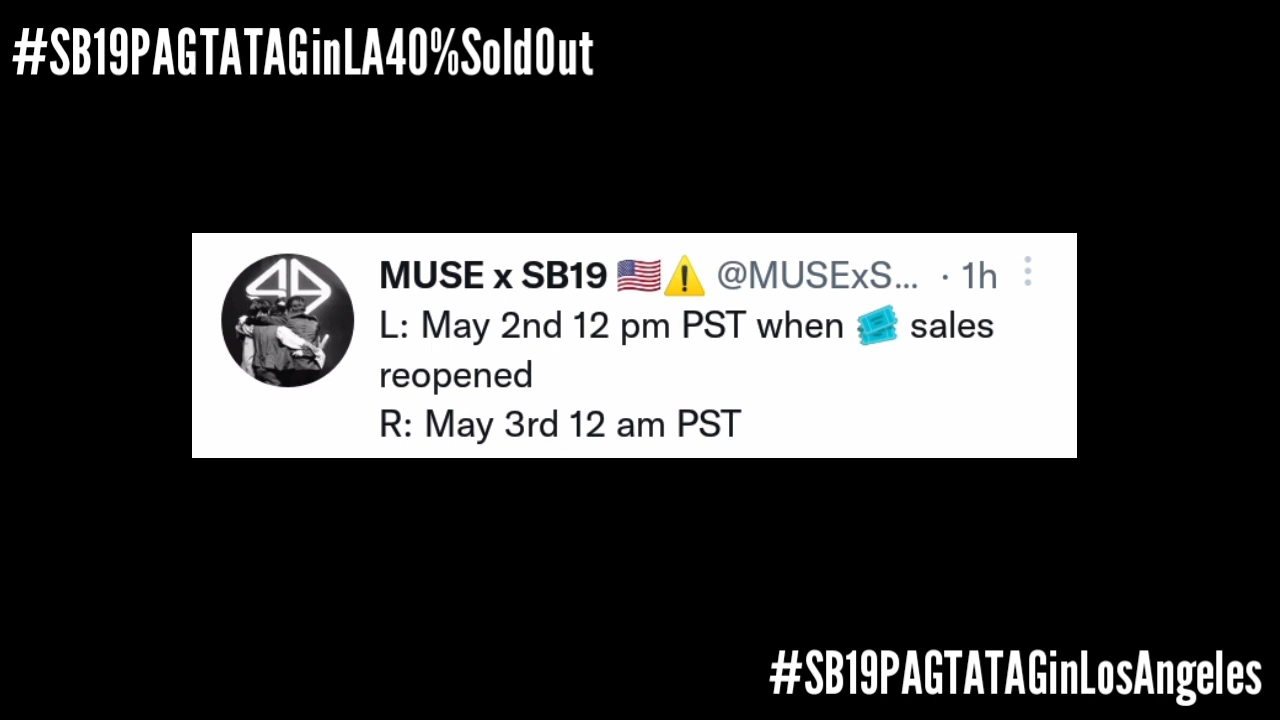 #SB19PAGTATAGinLA40%SoldOut
MUSE x SB19 🇺🇸⚠️ @MUSExS... · 1h
L: May 2nd 12 pm PST when 🎟️ sales
reopened
R: May 3rd 12 am PST
#SB19PAGTATAGinLosAngeles